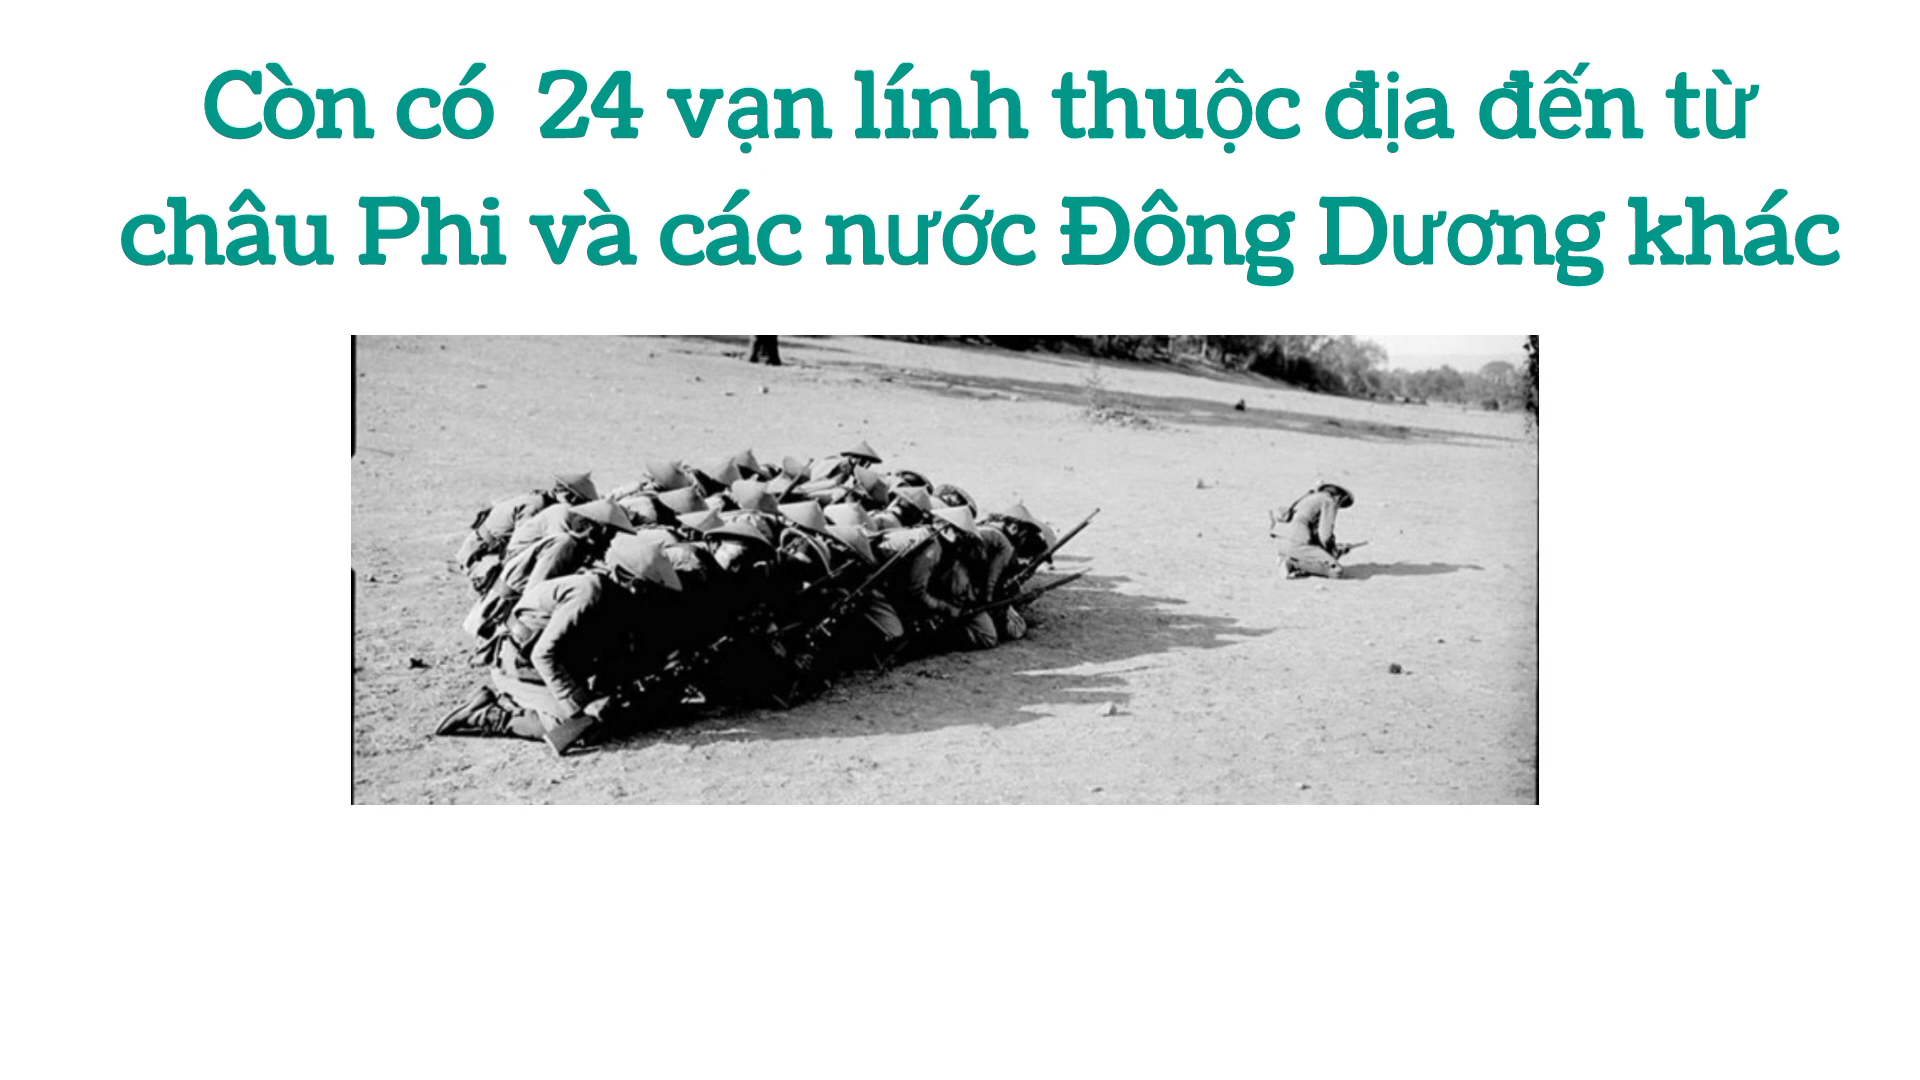 Còn có  24 vạn lính thuộc địa đến từ
châu Phi và các nước Đông Dương khác